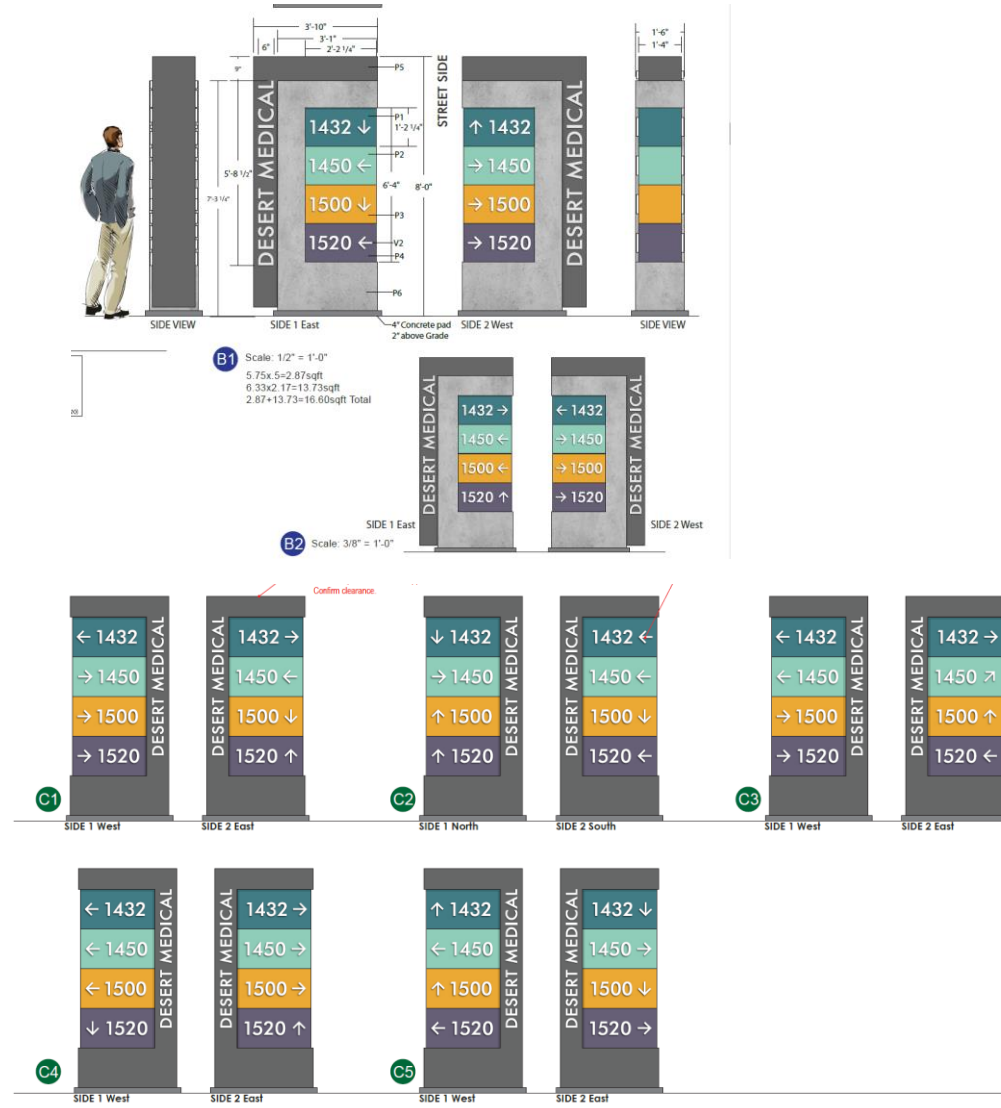 3'-10"
3'-1"
6"
2'-2 1/4"
1'-6"
1'-4"
9"
P5
STREET SIDE
DESERT MEDICAL
P1
1432 ↓
1'-2 1/4"
↑ 1432
DESERT MEDICAL
P2
1450 ←
→ 1450
5'-8 1/2"
6'-4"
8'-0"
7'-3 1/4"
1500 ↓
P3
→ 1500
1520 ←
V2
P4
→ 1520
P6
SIDE VIEW
SIDE 1 East
4" Concrete pad
2" above Grade
SIDE 2 West
SIDE VIEW
B1 Scale: 1/2" = 1'-0"
5.75x.5=2.87sqft
6.33x2.17=13.73sqft
2.87+13.73=16.60sqft Total
DESERT MEDICAL
1432 →
← 1432
DESERT MEDICAL
1450 ←
→ 1450
1500 ←
→ 1500
1520 ↑
→ 1520
SIDE 1 East
SIDE 2 West
B2 Scale: 3/8" = 1'-0"
Confirm clearance
← 1432
→ 1450
→ 1500
→ 1520
DESERT MEDICAL
DESERT MEDICAL
1432 →
1450 ←
1500 ↓
1520 ↑
C1
SIDE 1 West
SIDE 2 East
↓ 1432
→ 1450
↑ 1500
↑ 1520
DESERT MEDICAL
DESERT MEDICAL
1432 ←
1450 ←
1500 ↓
1520 ←
C2
SIDE 1 North
SIDE 2 South
← 1432
← 1450
→ 1500
→ 1520
DESERT MEDICAL
DESERT MEDICAL
1432 →
1450 ↗
1500 ↑
1520 ←
C3
SIDE 1 West
SIDE 2 East
← 1432
← 1450
← 1500
↓ 1520
DESERT MEDICAL
DESERT MEDICAL
1432 →
1450 →
1500 →
1520 ↑
C4
SIDE 1 West
SIDE 2 East
↑ 1432
← 1450
↑ 1500
← 1520
DESERT MEDICAL
DESERT MEDICAL
1432 ↓
1450 →
1500 ↓
1520 →
C5
SIDE 1 West
SIDE 2 East